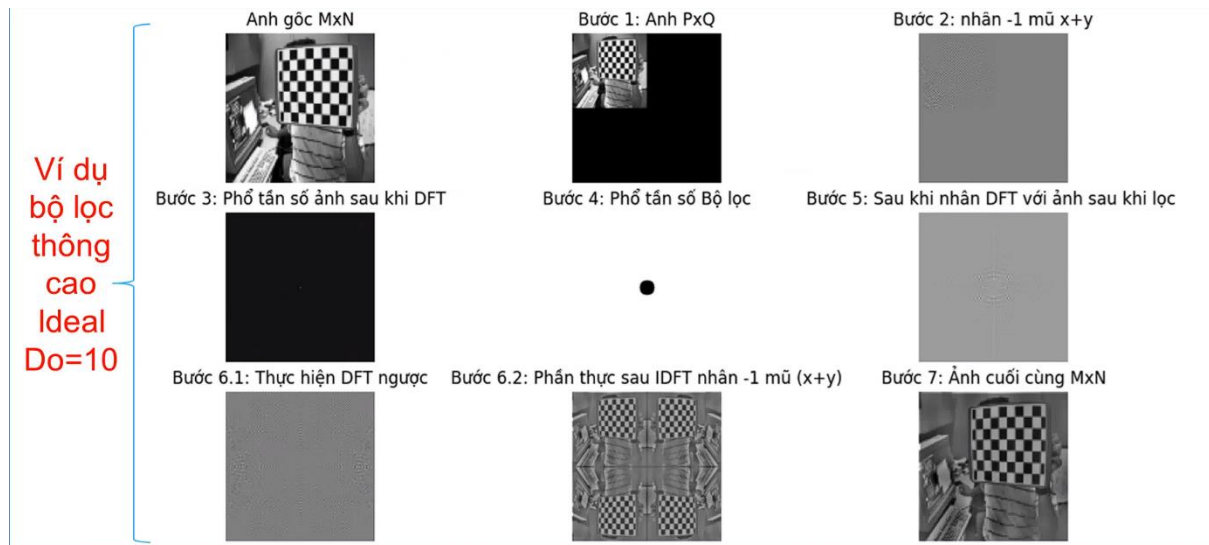 Anh gôc MxN
Bước 1: Anh PxQ
Bước 2: nhân -1 mũ x+y
Ví dụ
bộ lọc
thông
cao
Ideal
Do=10
Bước 3: Phổ tần số ảnh sau khi DFT
Bước 4: Phổ tần số Bộ lọc
Bước 5: Sau khi nhân DFT với ảnh sau khi lọc
Bước 6.1: Thực hiện DFT ngược
Bước 6.2: Phần thực sau IDFT nhân -1 mũ (x+y)
Bước 7: Ảnh cuối cùng MxN